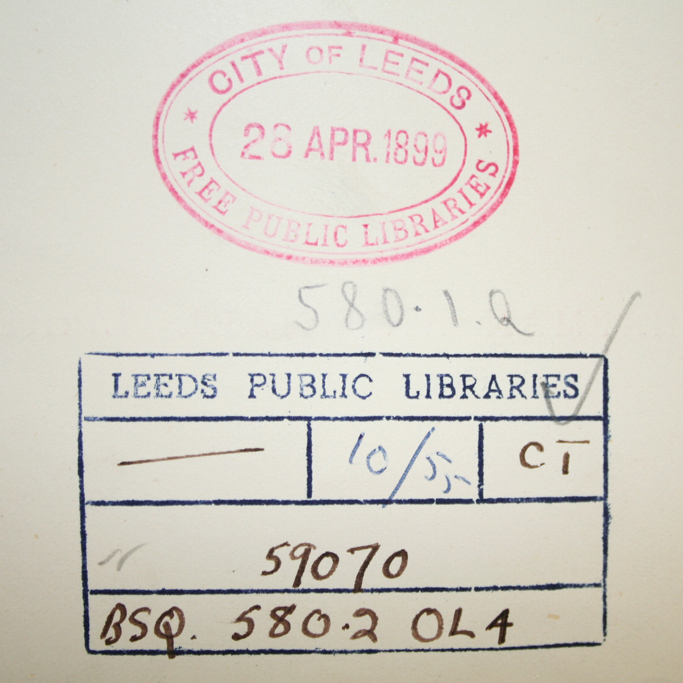 CITY OF LEEDS
28 APR. 1899
FREE PUBLIC LIBRARIES
580.1.Q
LEEDS PUBLIC LIBRARIES
10/55 CT
59070
BSQ. 580.2 OL4